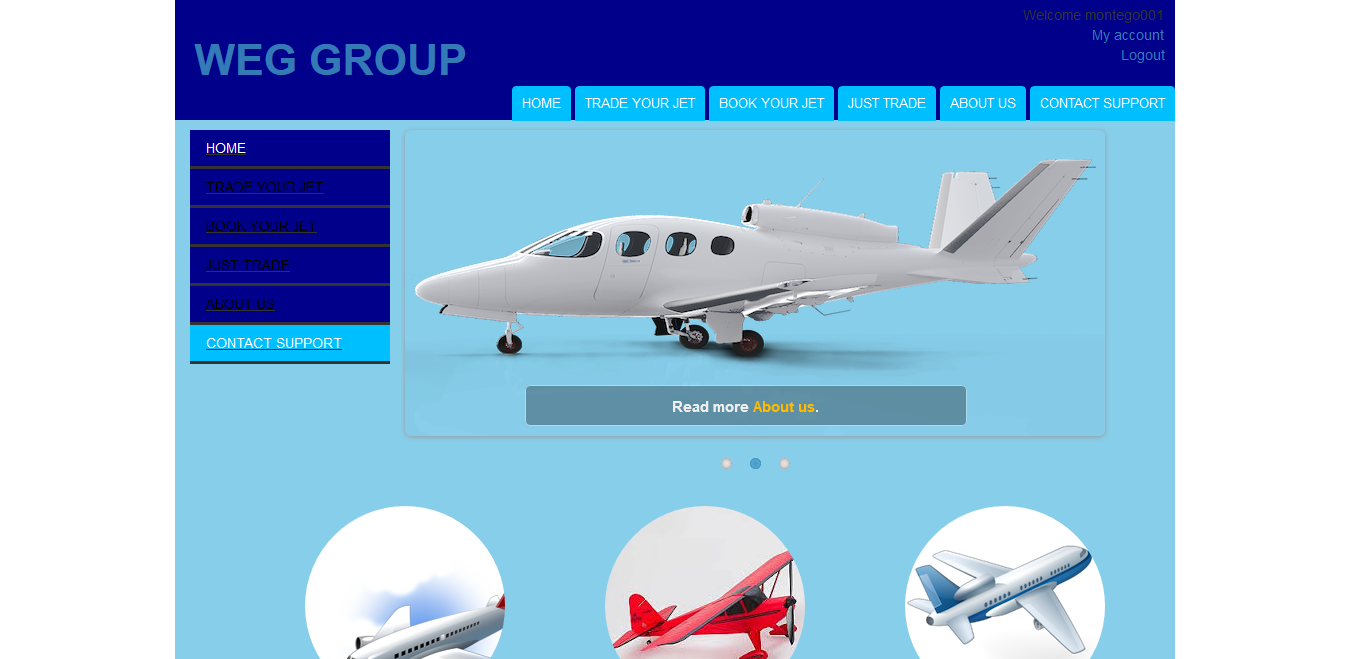 Welcome montego001
My account
Logout
WEG GROUP
HOME
TRADE YOUR JET
BOOK YOUR JET
JUST TRADE
ABOUT US
CONTACT SUPPORT
HOME
TRADE YOUR JET
BOOK YOUR JET
JUST TRADE
ABOUT US
CONTACT SUPPORT
Read more About us.